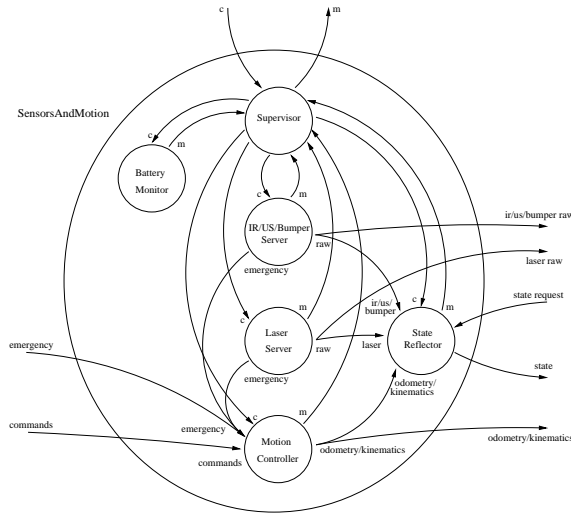 c
m
SensorsAndMotion
Supervisor
c
m
Battery
Monitor
c
m
IR/US/Bumper
Server
ir/us/bumper raw
raw
emergency
laser raw
ir/us/
bumper
c
m
state request
c
m
Laser
Server
raw
laser
State
Reflector
emergency
emergency
state
odometry/
kinematics
commands
emergency
c
m
Motion
Controller
commands
odometry/kinematics
odometry/kinematics